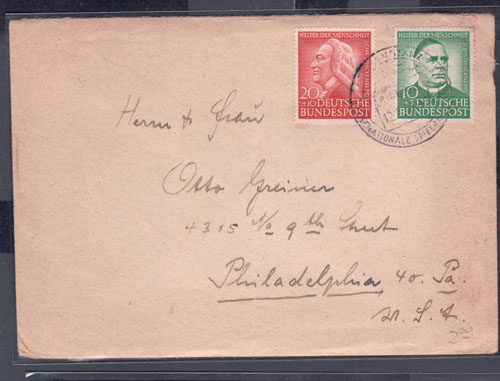 HELFER DER MENSCHHEIT
20
+10 DEUTSCHE
BUNDESPOST
HELFER DER MENSCHHEIT
10
+5 DEUTSCHE
BUNDESPOST
Herrn & Frau
Otto Greiner
4315 No 9th Street
Philadelphia 40. Pa.
U. S. A.
200